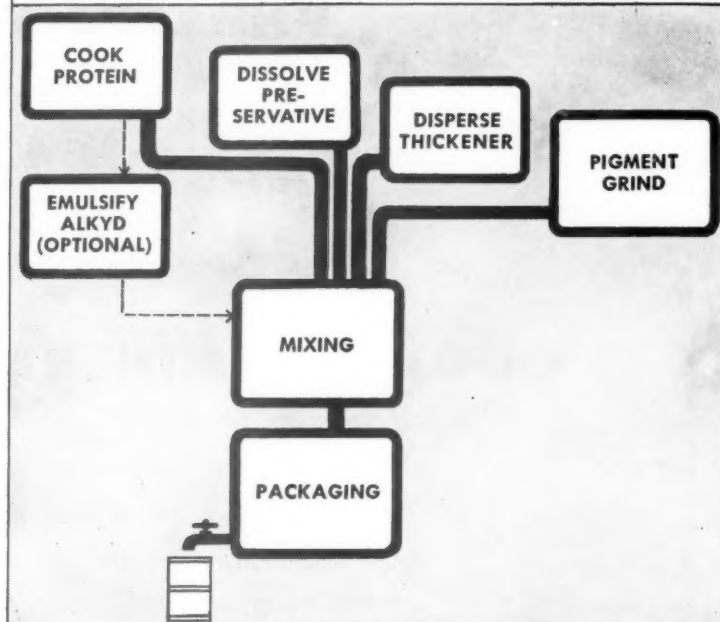 COOK
PROTEIN
DISSOLVE
PRE-
SERVATIVE
DISPERSE
THICKENER
PIGMENT
GRIND
EMULSIFY
ALKYD
(OPTIONAL)
MIXING
PACKAGING